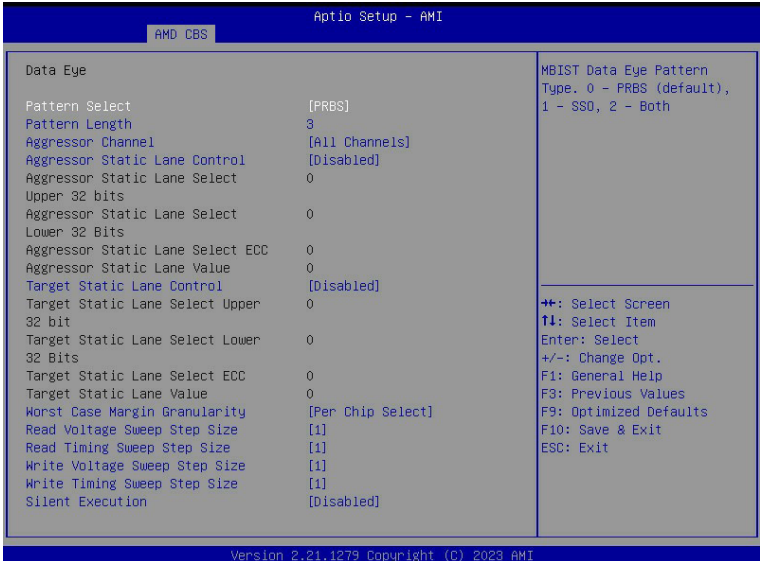 Aptio Setup - AMI
AMD CBS
Data Eye
Pattern Select [PRBS]
Pattern Length 3
Aggressor Channel [All Channels]
Aggressor Static Lane Control [Disabled]
Aggressor Static Lane Select 0
Upper 32 bits
Aggressor Static Lane Select 0
Lower 32 Bits
Aggressor Static Lane Select ECC 0
Aggressor Static Lane Value 0
Target Static Lane Control [Disabled]
Target Static Lane Select Upper 0
32 bit
Target Static Lane Select Lower 0
32 Bits
Target Static Lane Select ECC 0
Target Static Lane Value 0
Worst Case Margin Granularity [Per Chip Select]
Read Voltage Sweep Step Size [1]
Read Timing Sweep Step Size [1]
Write Voltage Sweep Step Size [1]
Write Timing Sweep Step Size [1]
Silent Execution [Disabled]
MBIST Data Eye Pattern
Type. 0 - PRBS (default),
1 - SSO, 2 - Both
→←: Select Screen
↑↓: Select Item
Enter: Select
+/-: Change Opt.
F1: General Help
F3: Previous Values
F9: Optimized Defaults
F10: Save & Exit
ESC: Exit
Version 2.21.1279 Copyright (C) 2023 AMI